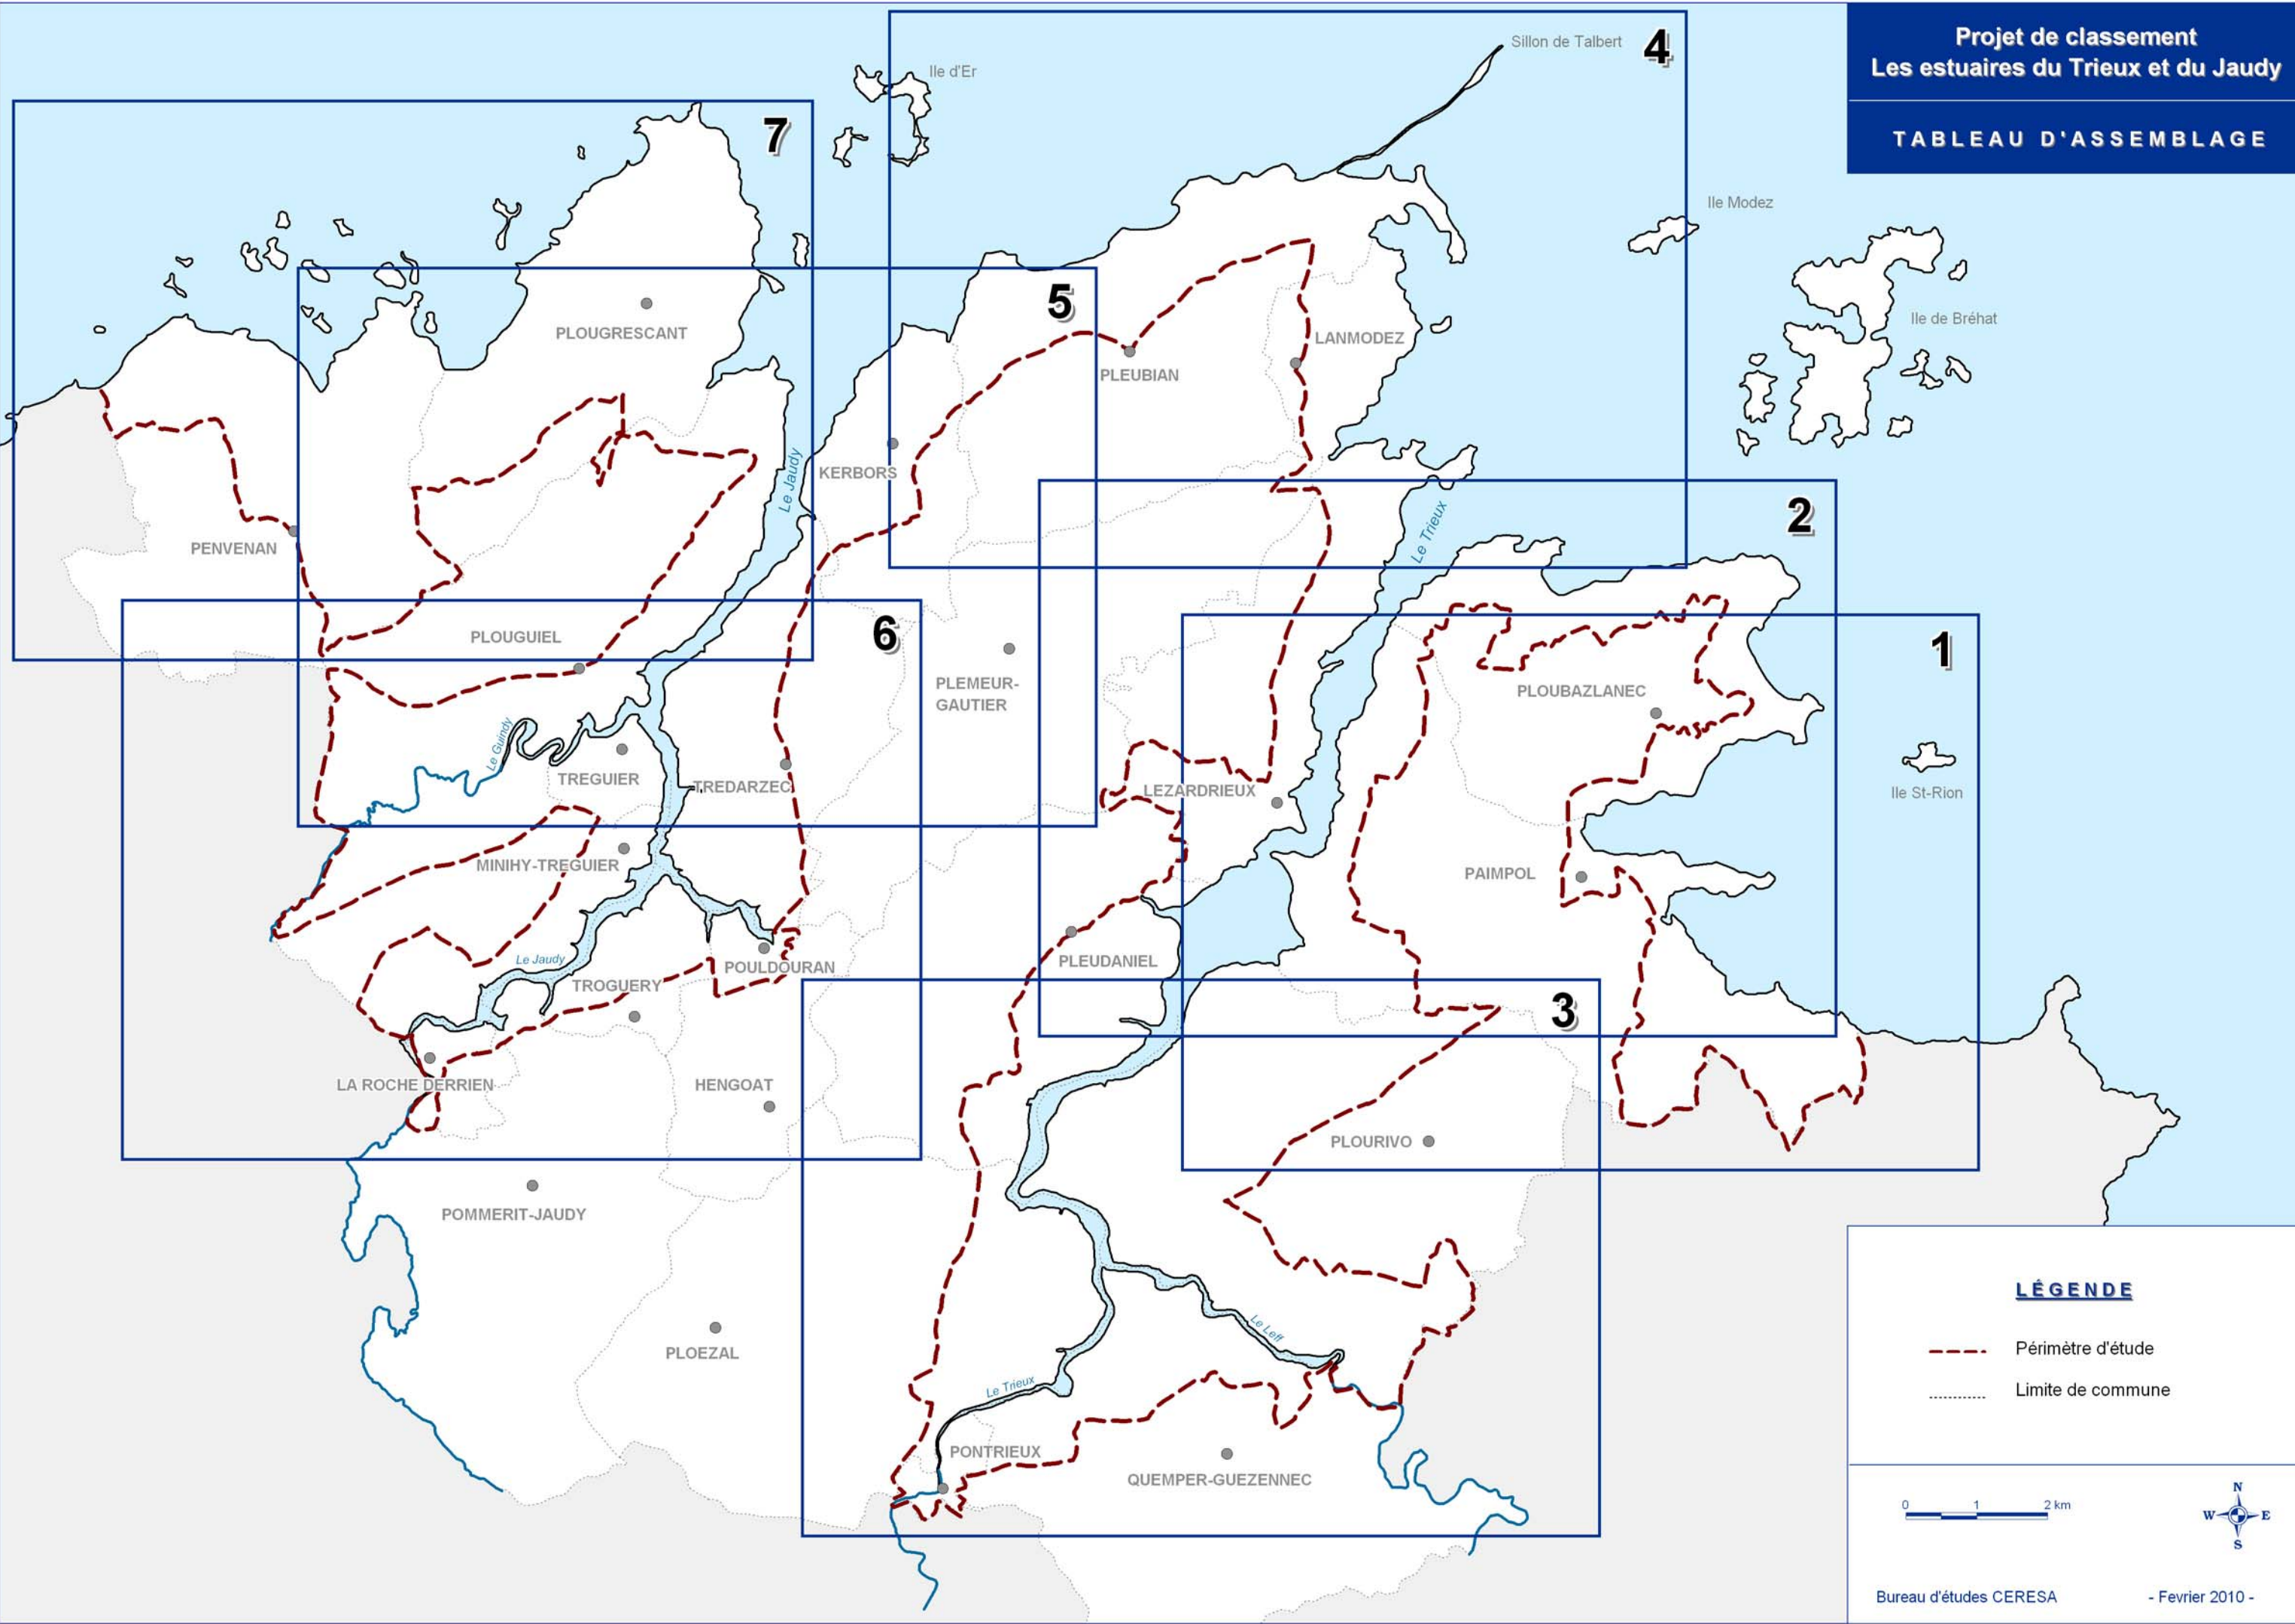 Projet de classement
Les estuaires du Trieux et du Jaudy
TABLEAU D'ASSEMBLAGE
Sillon de Talbert
4
Ile d'Er
7
Ile Modez
5
Ile de Bréhat
PLOUGRESCANT
LANMODEZ
PLEUBIAN
KERBORS
Le Jaudy
2
Le Trieux
PENVENAN
PLOUGUIEL
6
1
PLEMEUR-
GAUTIER
PLOUBAZLANEC
Le Guindy
TREGUIER
TREDARZEC
LEZARDRIEUX
Ile St-Rion
MINIHY-TREGUIER
PAIMPOL
Le Jaudy
POULDOURAN
PLEUDANIEL
TROGUERY
3
LA ROCHE DERRIEN
HENGOAT
PLOURIVO
POMMERIT-JAUDY
LÉGENDE
Le Leff
Périmètre d'étude
PLOEZAL
Le Trieux
Limite de commune
PONTRIEUX
QUEMPER-GUEZENNEC
N
0 1 2 km
W E
S
Bureau d'études CERESA
- Fevrier 2010 -